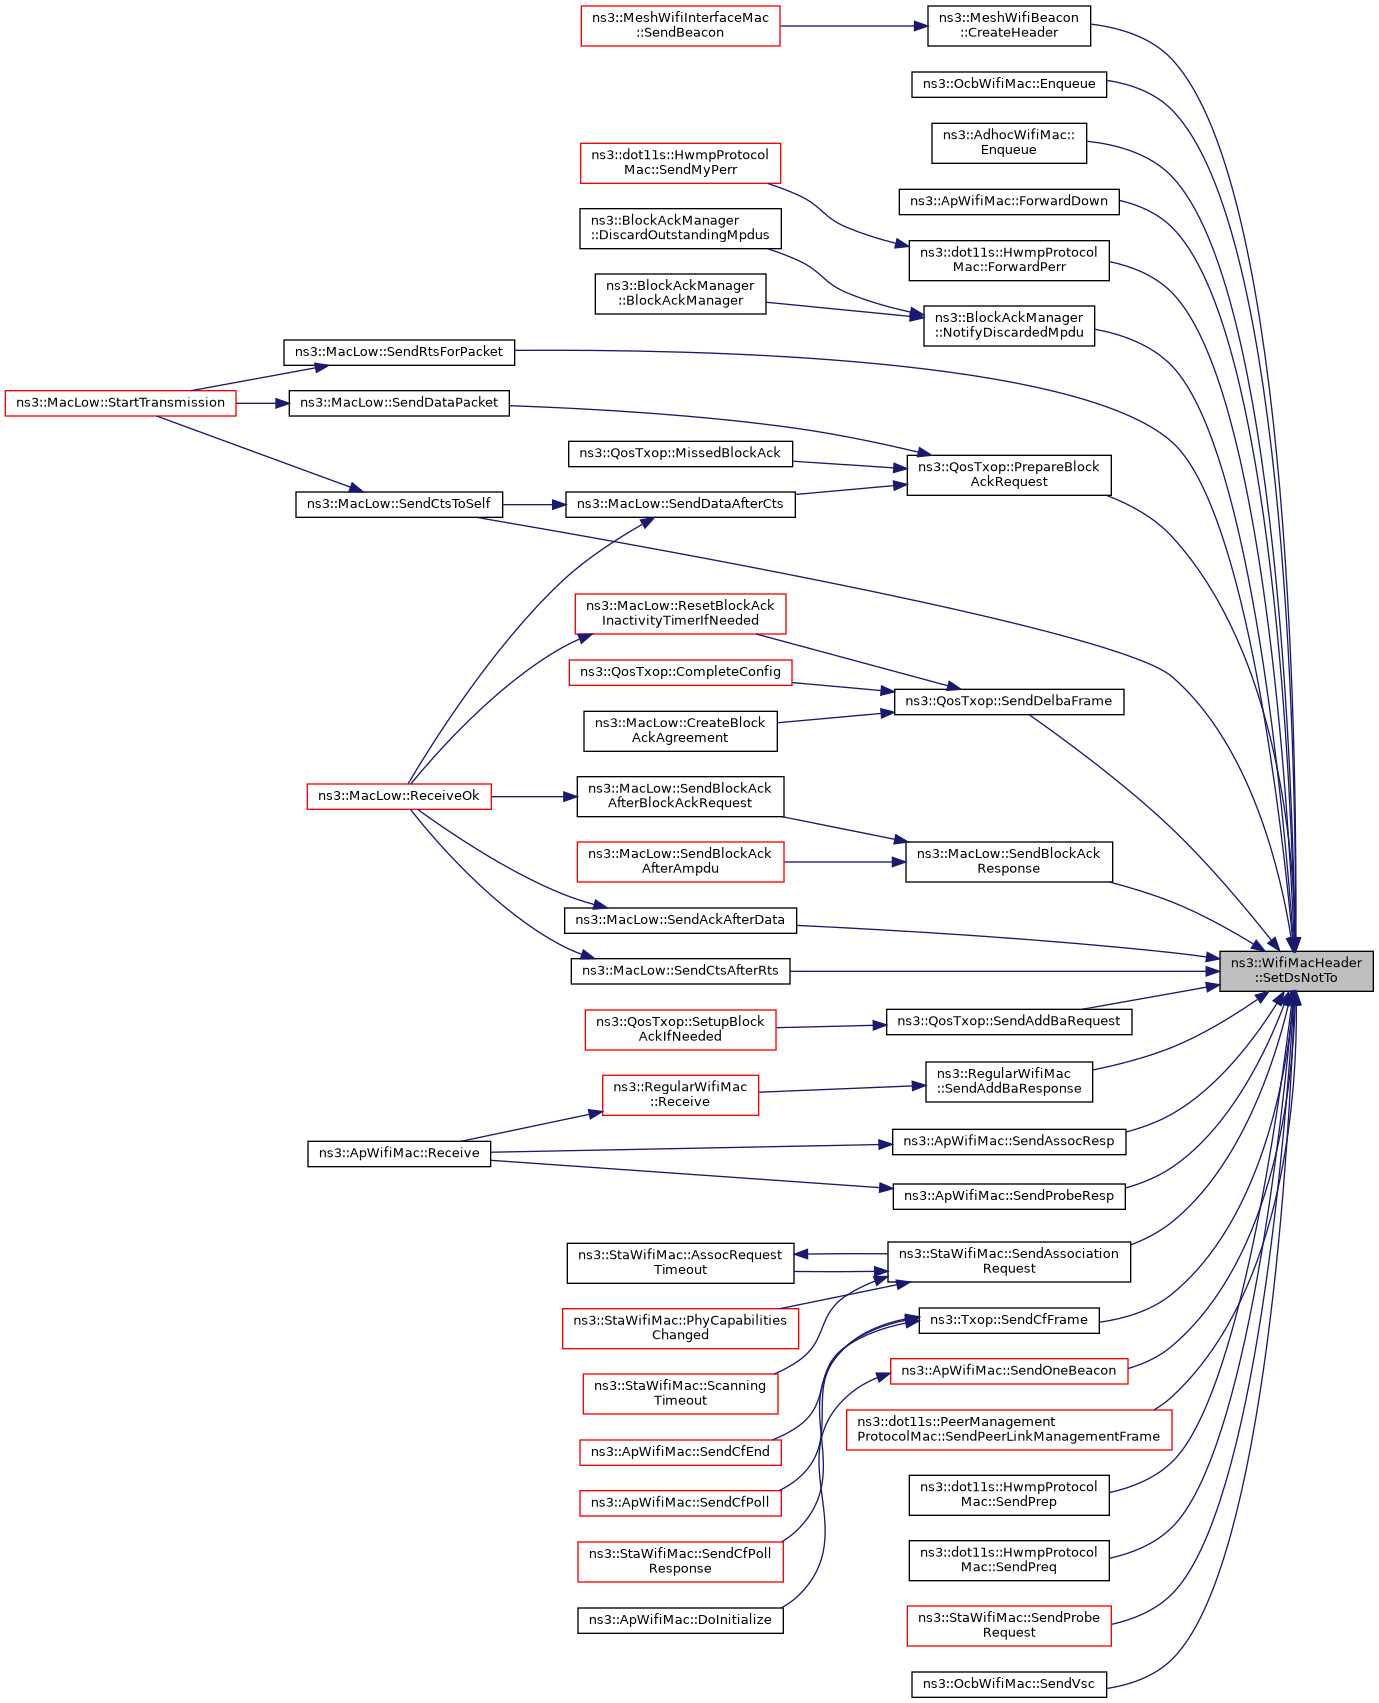 ns3::MeshWifiInterfaceMac
::SendBeacon
ns3::MeshWifiBeacon
::CreateHeader
ns3::OcbWifiMac::Enqueue
ns3::AdhocWifiMac::
Enqueue
ns3::dot11s::HwmpProtocol
Mac::SendMyPerr
ns3::ApWifiMac::ForwardDown
ns3::BlockAckManager
::DiscardOutstandingMpdus
ns3::dot11s::HwmpProtocol
Mac::ForwardPerr
ns3::BlockAckManager
::BlockAckManager
ns3::BlockAckManager
::NotifyDiscardedMpdu
ns3::MacLow::SendRtsForPacket
ns3::MacLow::StartTransmission
ns3::MacLow::SendDataPacket
ns3::QosTxop::MissedBlockAck
ns3::QosTxop::PrepareBlock
AckRequest
ns3::MacLow::SendCtsToSelf
ns3::MacLow::SendDataAfterCts
ns3::MacLow::ResetBlockAck
InactivityTimerIfNeeded
ns3::QosTxop::CompleteConfig
ns3::QosTxop::SendDelbaFrame
ns3::MacLow::CreateBlock
AckAgreement
ns3::MacLow::ReceiveOk
ns3::MacLow::SendBlockAck
AfterBlockAckRequest
ns3::MacLow::SendBlockAck
AfterAmpdu
ns3::MacLow::SendBlockAck
Response
ns3::MacLow::SendAckAfterData
ns3::MacLow::SendCtsAfterRts
ns3::WifiMacHeader
::SetDsNotTo
ns3::QosTxop::SetupBlock
AckIfNeeded
ns3::QosTxop::SendAddBaRequest
ns3::RegularWifiMac
::Receive
ns3::RegularWifiMac
::SendAddBaResponse
ns3::ApWifiMac::Receive
ns3::ApWifiMac::SendAssocResp
ns3::ApWifiMac::SendProbeResp
ns3::StaWifiMac::AssocRequest
Timeout
ns3::StaWifiMac::SendAssociation
Request
ns3::StaWifiMac::PhyCapabilities
Changed
ns3::Txop::SendCfFrame
ns3::StaWifiMac::Scanning
Timeout
ns3::ApWifiMac::SendOneBeacon
ns3::ApWifiMac::SendCfEnd
ns3::dot11s::PeerManagement
ProtocolMac::SendPeerLinkManagementFrame
ns3::ApWifiMac::SendCfPoll
ns3::dot11s::HwmpProtocol
Mac::SendPrep
ns3::StaWifiMac::SendCfPoll
Response
ns3::dot11s::HwmpProtocol
Mac::SendPreq
ns3::ApWifiMac::DoInitialize
ns3::StaWifiMac::SendProbe
Request
ns3::OcbWifiMac::SendVsc